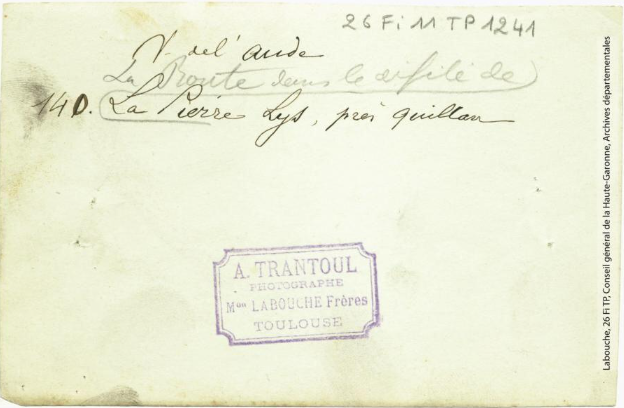 26 Fi 11 TP 1241
V. de l'Aude
La Route dans le défilé de
140. La Pierre Lys, près Quillan
A. TRANTOUL
PHOTOGRAPHE
Mon LABOUCHE Frères
TOULOUSE
Labouche, 26 Fi TP, Conseil général de la Haute-Garonne, Archives départementales